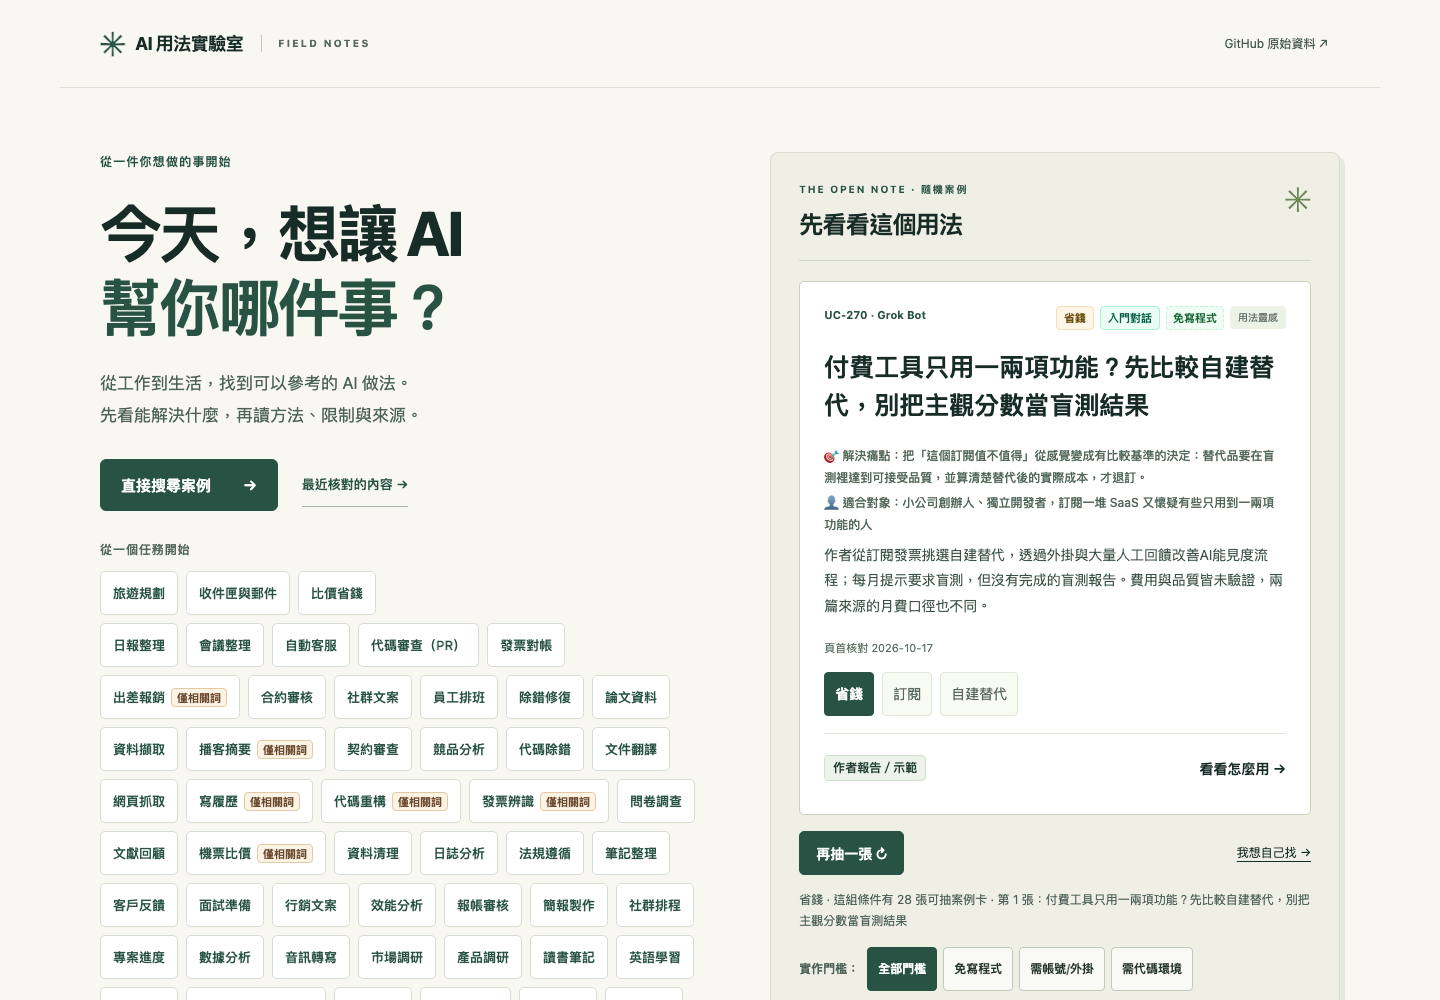 AI 用法實驗室
FIELD NOTES
GitHub 原始資料 ↗
從一件你想做的事開始
今天，想讓 AI
幫你哪件事？
從工作到生活，找到可以參考的 AI 做法。
先看能解決什麼，再讀方法、限制與來源。
直接搜尋案例 →
最近核對的內容 →
從一個任務開始
旅遊規劃 收件匣與郵件 比價省錢
日報整理 會議整理 自動客服 代碼審查（PR） 發票對帳
出差報銷 僅相關詞 合約審核 社群文案 員工排班 除錯修復 論文資料
資料擷取 播客摘要 僅相關詞 契約審查 競品分析 代碼除錯 文件翻譯
網頁抓取 寫履歷 僅相關詞 代碼重構 僅相關詞 發票辨識 僅相關詞 問卷調查
文獻回顧 機票比價 僅相關詞 資料清理 日誌分析 法規遵循 筆記整理
客戶反饋 面試準備 行銷文案 效能分析 報帳審核 簡報製作 社群排程
專案進度 數據分析 音訊轉寫 市場調研 產品調研 讀書筆記 英語學習
THE OPEN NOTE · 隨機案例
先看看這個用法
UC-270 · Grok Bot
省錢 入門對話 免寫程式 用法靈感
付費工具只用一兩項功能？先比較自建替
代，別把主觀分數當盲測結果
🎯 解決痛點：把「這個訂閱值不值得」從感覺變成有比較基準的決定：替代品要在盲
測裡達到可接受品質，並算清楚替代後的實際成本，才退訂。
👤 適合對象：小公司創辦人、獨立開發者，訂閱一堆 SaaS 又懷疑有些只用到一兩項
功能的人
作者從訂閱發票挑選自建替代，透過外掛與大量人工回饋改善AI能見度流
程；每月提示要求盲測，但沒有完成的盲測報告。費用與品質皆未驗證，兩
篇來源的月費口徑也不同。
頁首核對 2026-10-17
省錢 訂閱 自建替代
作者報告 / 示範
看看怎麼用 →
再抽一張 ↻
我想自己找 →
省錢 · 這組條件有 28 張可抽案例卡 · 第 1 張：付費工具只用一兩項功能？先比較自建替代，別把
主觀分數當盲測結果
實作門檻： 全部門檻 免寫程式 需帳號/外掛 需代碼環境